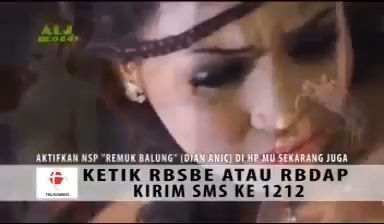 ALJ
AKTIFKAN NSP "REMUK BALUNG" (DIAN ANIC) DI HP MU SEKARANG JUGA
KETIK RBSBE ATAU RBDAP
KIRIM SMS KE 1212
TELKOMSEL